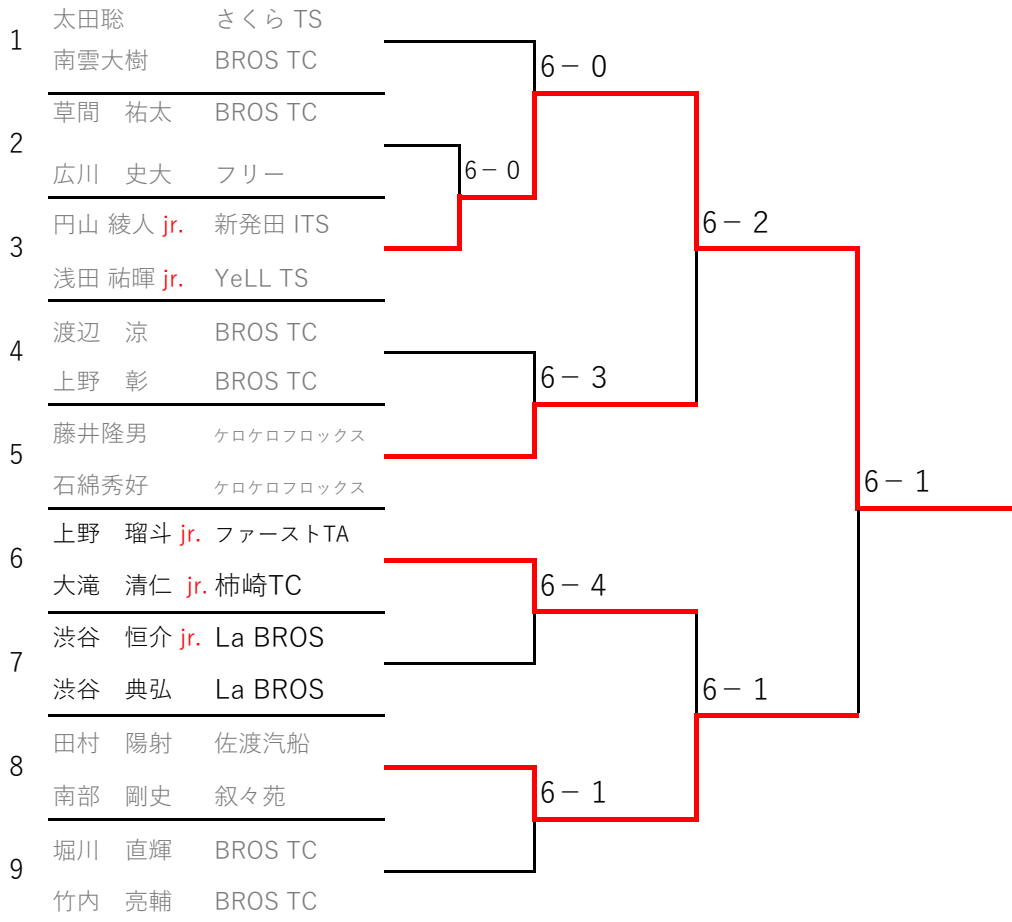 太田聡 さくら TS
1
南雲大樹 BROS TC
6－0
草間 祐太 BROS TC
2
広川 史大 フリー
6－0
円山 綾人 jr. 新発田 ITS
6－2
3
浅田 祐暉 jr. YeLL TS
渡辺 涼 BROS TC
4
上野 彰 BROS TC
6－3
藤井隆男 ケロケロフロックス
5
石綿秀好 ケロケロフロックス
6－1
上野 瑠斗 jr. ファーストTA
6
大滝 清仁 jr. 柿崎TC
6－4
渋谷 恒介 jr. La BROS
7
渋谷 典弘 La BROS
6－1
田村 陽射 佐渡汽船
8
南部 剛史 叙々苑
6－1
堀川 直輝 BROS TC
9
竹内 亮輔 BROS TC